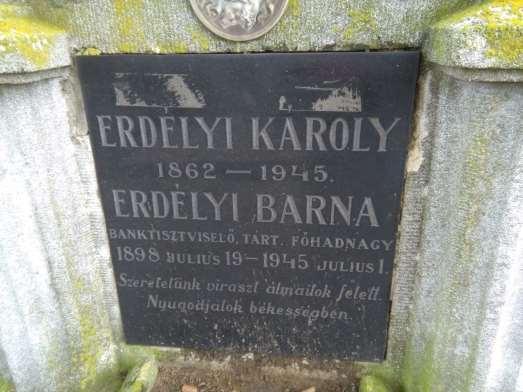 ERDÉLYI KÁROLY
1862 — 1945.
ERDÉLYI BARNA
BANKTISZTVISELŐ, TART. FŐHADNAGY
1898 JULIUS 19 - 1945 JULIUS 1.
Szeretetünk viraszt álmaitok felett.
Nyugodjatok békességben.